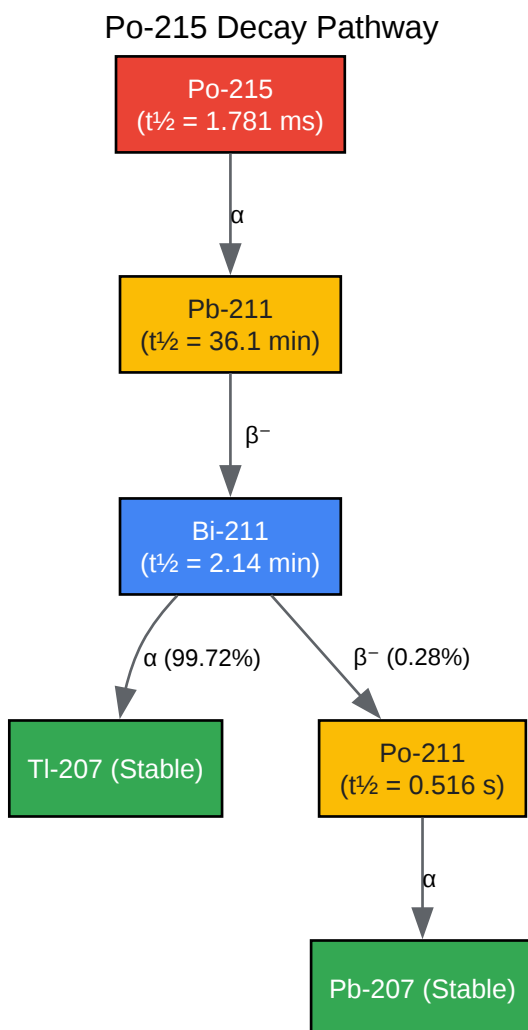 Po-215 Decay Pathway
Po-215
(t½ = 1.781 ms)
α
Pb-211
(t½ = 36.1 min)
β⁻
Bi-211
(t½ = 2.14 min)
α (99.72%)
β⁻ (0.28%)
Tl-207 (Stable)
Po-211
(t½ = 0.516 s)
α
Pb-207 (Stable)